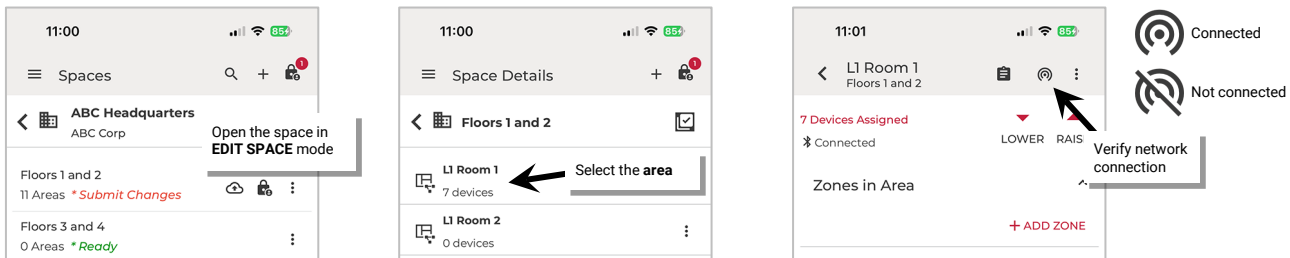 11:00
85
Spaces
1
ABC Headquarters
ABC Corp
Open the space in
EDIT SPACE mode
Floors 1 and 2
11 Areas * Submit Changes
Floors 3 and 4
0 Areas * Ready
11:00
85
Space Details
1
Floors 1 and 2
L1 Room 1
7 devices
Select the area
L1 Room 2
0 devices
11:01
85
L1 Room 1
Floors 1 and 2
7 Devices Assigned
Connected
LOWER
RAIS
Verify network
connection
Zones in Area
+ ADD ZONE
Connected
Not connected